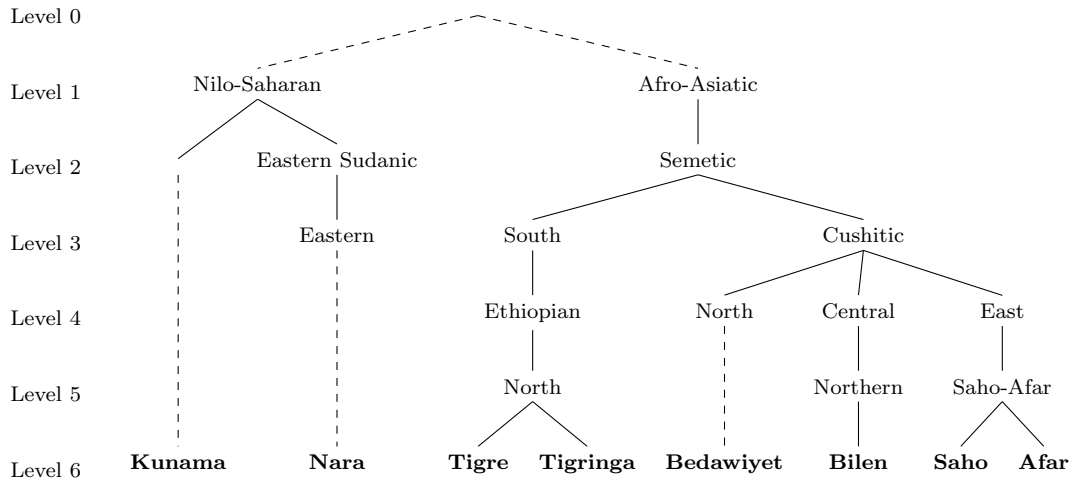 Level 0
Level 1 Nilo-Saharan Afro-Asiatic
Level 2 Eastern Sudanic Semetic
Level 3 Eastern South Cushitic
Level 4 Ethiopian North Central East
Level 5 North Northern Saho-Afar
Level 6 Kunama Nara Tigre Tigringa Bedawiyet Bilen Saho Afar